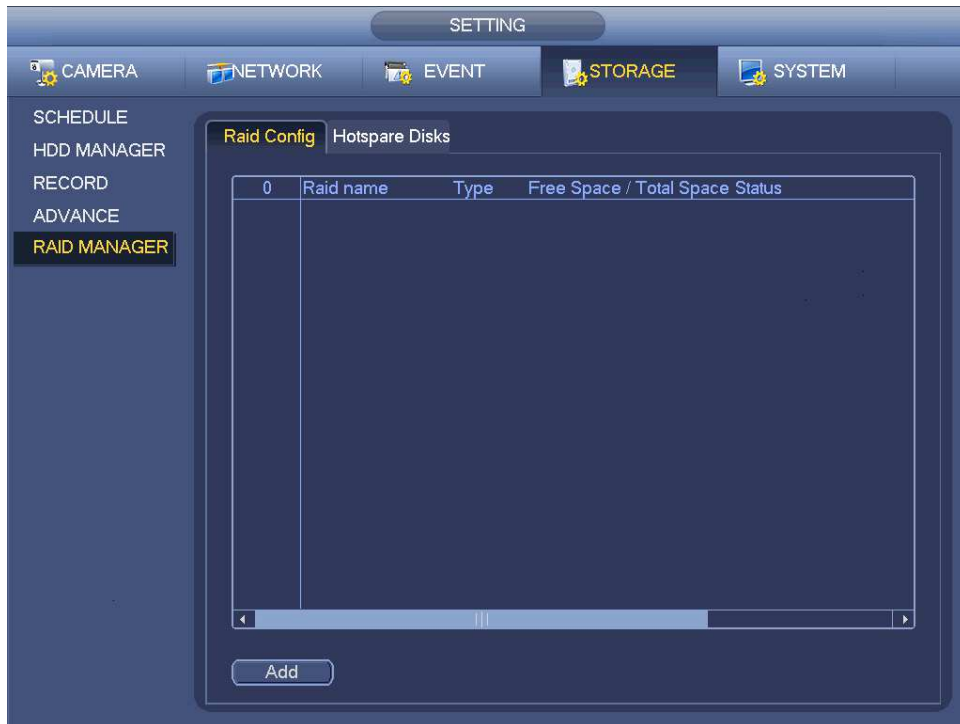 SETTING
CAMERA NETWORK EVENT STORAGE SYSTEM
SCHEDULE
HDD MANAGER
RECORD
ADVANCE
RAID MANAGER
Raid Config Hotspare Disks
0 Raid name Type Free Space / Total Space Status
Add